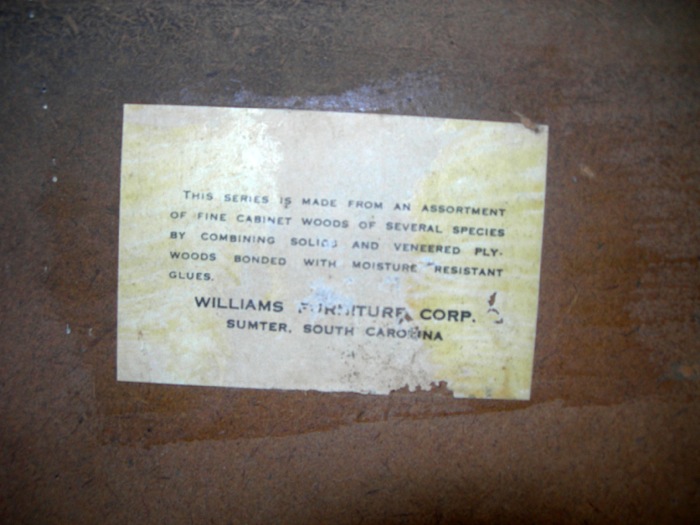 THIS SERIES IS MADE FROM AN ASSORTMENT
OF FINE CABINET WOODS OF SEVERAL SPECIES
BY COMBINING SOLIDS AND VENEERED PLY-
WOODS BONDED WITH MOISTURE RESISTANT
GLUES.
WILLIAMS FURNITURE CORP.
SUMTER, SOUTH CAROLINA